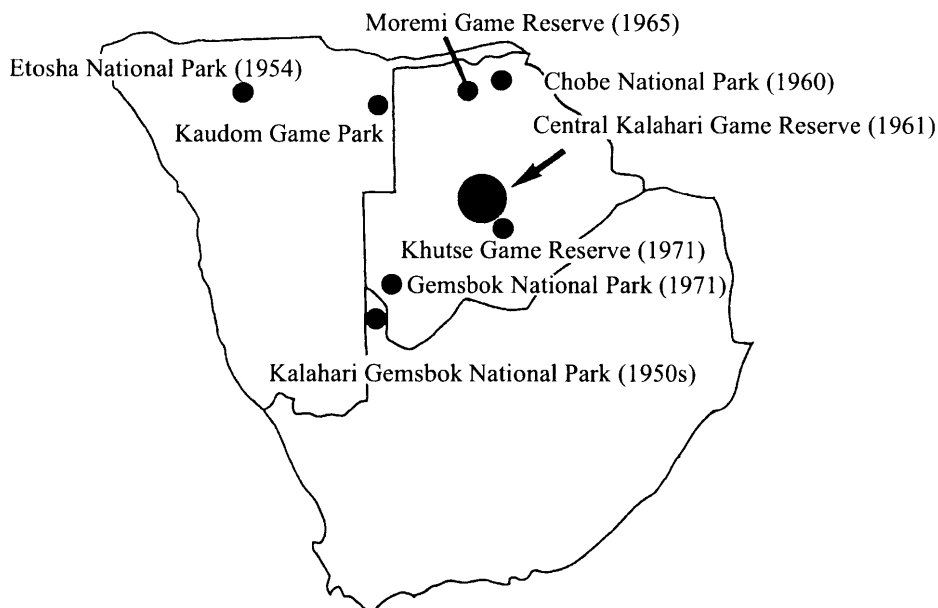 Moremi Game Reserve (1965)
Etosha National Park (1954)
Chobe National Park (1960)
Kaudom Game Park
Central Kalahari Game Reserve (1961)
Khutse Game Reserve (1971)
Gemsbok National Park (1971)
Kalahari Gemsbok National Park (1950s)